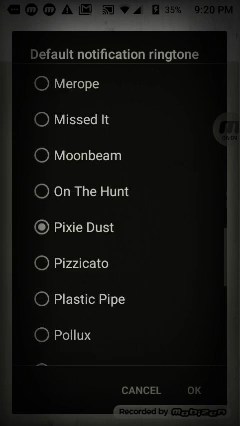 35% 9:20 PM
Default notification ringtone
Merope
Missed It
Moonbeam
On The Hunt
Pixie Dust
Pizzicato
Plastic Pipe
Pollux
CANCEL OK
Recorded by mobizen